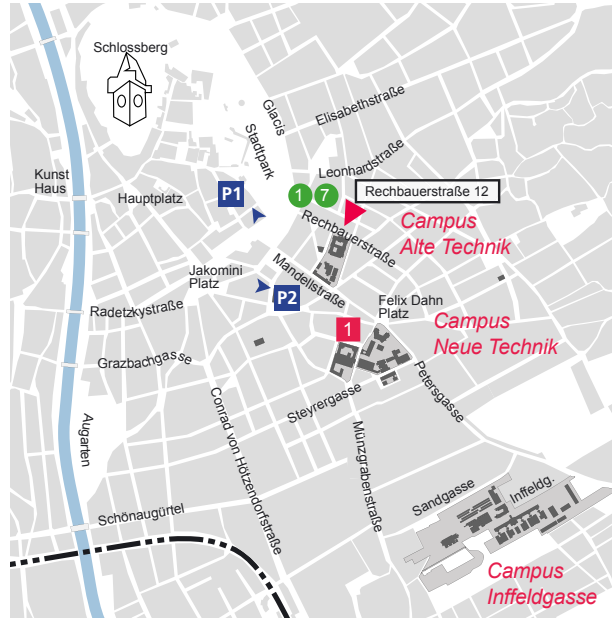 Schlossberg
Glacis
Elisabethstraße
Stadtpark
Leonhardstraße
Kunst
Haus
Hauptplatz
P1
1
7
Rechbauerstraße 12
Rechbauerstraße
Campus
Alte Technik
Jakomini
Platz
Mandellstraße
P2
Radetzkystraße
Felix Dahn
Platz
Campus
Neue Technik
1
Grazbachgasse
Petersgasse
Steyrergasse
Conrad von Hötzendorfstraße
Augarten
Münzgrabenstraße
Sandgasse
Inffeldg.
Schönaugürtel
Campus
Inffeldgasse